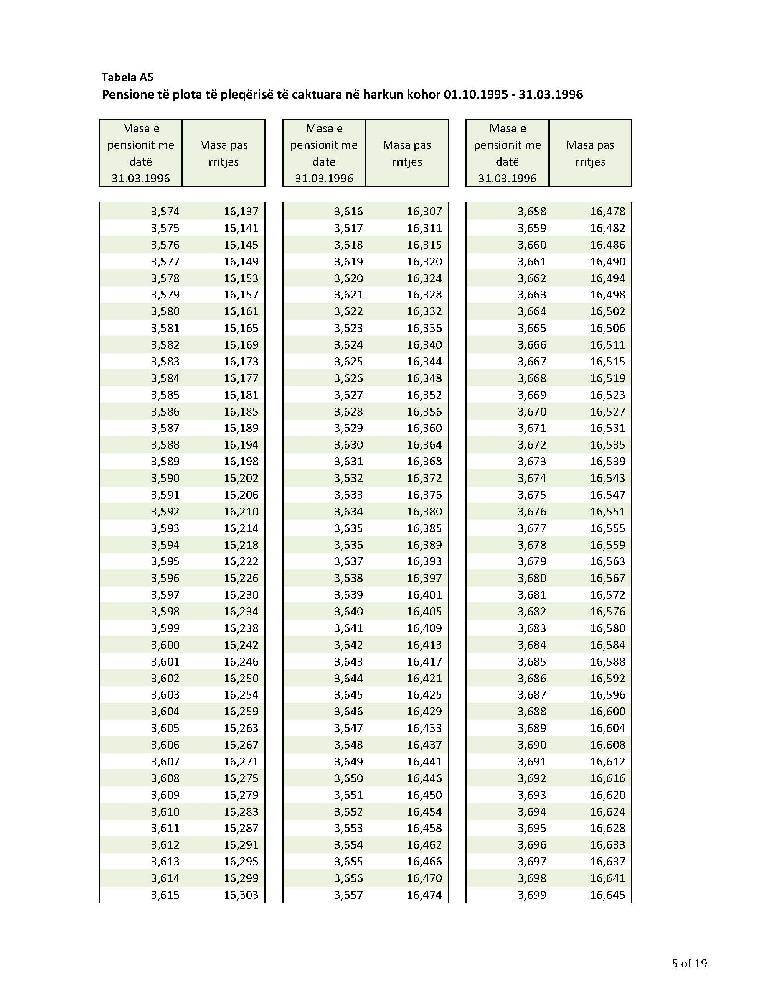 Tabela A5
Pensione të plota të pleqërisë të caktuara në harkun kohor 01.10.1995 - 31.03.1996
Masa e pensionit me datë 31.03.1996 Masa pas rritjes Masa e pensionit me datë 31.03.1996 Masa pas rritjes Masa e pensionit me datë 31.03.1996 Masa pas rritjes
3,574 16,137 3,616 16,307 3,658 16,478
3,575 16,141 3,617 16,311 3,659 16,482
3,576 16,145 3,618 16,315 3,660 16,486
3,577 16,149 3,619 16,320 3,661 16,490
3,578 16,153 3,620 16,324 3,662 16,494
3,579 16,157 3,621 16,328 3,663 16,498
3,580 16,161 3,622 16,332 3,664 16,502
3,581 16,165 3,623 16,336 3,665 16,506
3,582 16,169 3,624 16,340 3,666 16,511
3,583 16,173 3,625 16,344 3,667 16,515
3,584 16,177 3,626 16,348 3,668 16,519
3,585 16,181 3,627 16,352 3,669 16,523
3,586 16,185 3,628 16,356 3,670 16,527
3,587 16,189 3,629 16,360 3,671 16,531
3,588 16,194 3,630 16,364 3,672 16,535
3,589 16,198 3,631 16,368 3,673 16,539
3,590 16,202 3,632 16,372 3,674 16,543
3,591 16,206 3,633 16,376 3,675 16,547
3,592 16,210 3,634 16,380 3,676 16,551
3,593 16,214 3,635 16,385 3,677 16,555
3,594 16,218 3,636 16,389 3,678 16,559
3,595 16,222 3,637 16,393 3,679 16,563
3,596 16,226 3,638 16,397 3,680 16,567
3,597 16,230 3,639 16,401 3,681 16,572
3,598 16,234 3,640 16,405 3,682 16,576
3,599 16,238 3,641 16,409 3,683 16,580
3,600 16,242 3,642 16,413 3,684 16,584
3,601 16,246 3,643 16,417 3,685 16,588
3,602 16,250 3,644 16,421 3,686 16,592
3,603 16,254 3,645 16,425 3,687 16,596
3,604 16,259 3,646 16,429 3,688 16,600
3,605 16,263 3,647 16,433 3,689 16,604
3,606 16,267 3,648 16,437 3,690 16,608
3,607 16,271 3,649 16,441 3,691 16,612
3,608 16,275 3,650 16,446 3,692 16,616
3,609 16,279 3,651 16,450 3,693 16,620
3,610 16,283 3,652 16,454 3,694 16,624
3,611 16,287 3,653 16,458 3,695 16,628
3,612 16,291 3,654 16,462 3,696 16,633
3,613 16,295 3,655 16,466 3,697 16,637
3,614 16,299 3,656 16,470 3,698 16,641
3,615 16,303 3,657 16,474 3,699 16,645
5 of 19